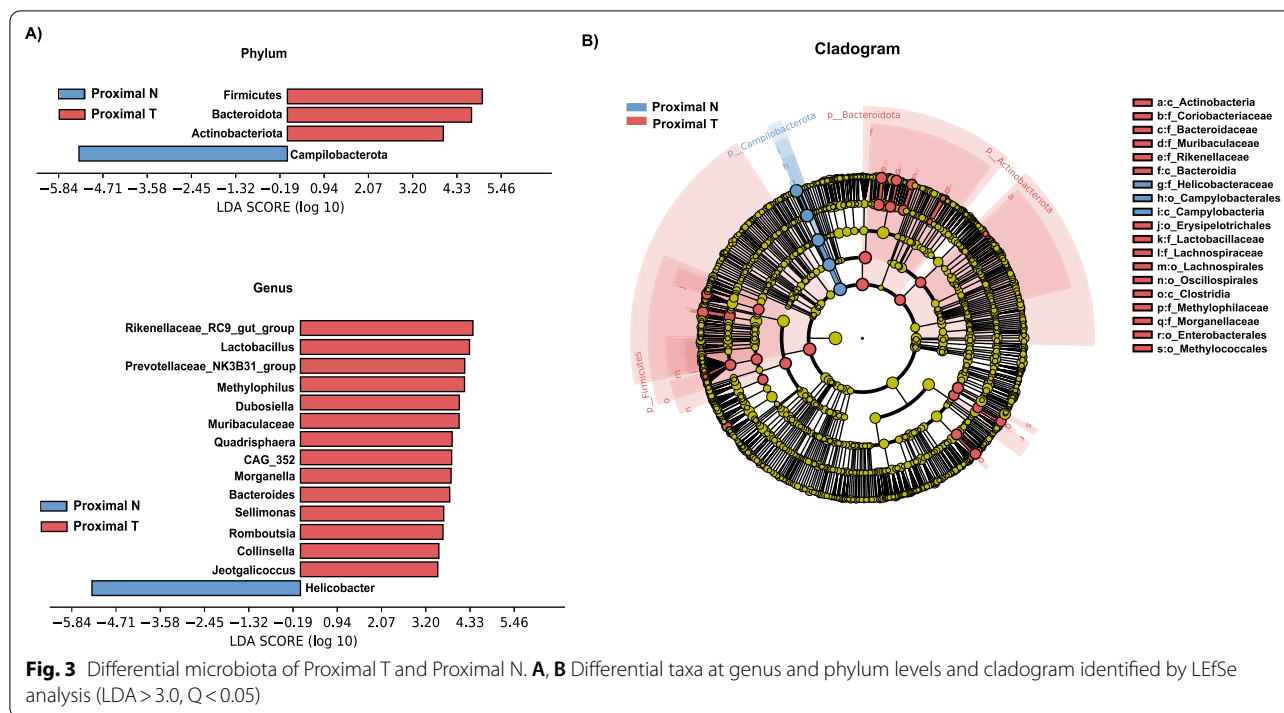 A)
Phylum
Proximal N
Proximal T
Firmicutes
Bacteroidota
Actinobacteriota
Campilobacterota
−5.84 −4.71 −3.58 −2.45 −1.32 −0.19 0.94 2.07 3.20 4.33 5.46
LDA SCORE (log 10)
Genus
Rikenellaceae_RC9_gut_group
Lactobacillus
Prevotellaceae_NK3B31_group
Methylophilus
Dubosiella
Muribaculaceae
Quadrisphaera
CAG_352
Morganella
Bacteroides
Sellimonas
Romboutsia
Collinsella
Jeotgalicoccus
Helicobacter
Proximal N
Proximal T
−5.84 −4.71 −3.58 −2.45 −1.32 −0.19 0.94 2.07 3.20 4.33 5.46
LDA SCORE (log 10)
B)
Cladogram
Proximal N
Proximal T
p__Campilobacterota
p__Bacteroidota
p__Actinobacteriota
p__Firmicutes
f
a
m
o
n
s
a:c_Actinobacteria
b:f_Coriobacteriaceae
c:f_Bacteroidaceae
d:f_Muribaculaceae
e:f_Rikenellaceae
f:c_Bacteroidia
g:f_Helicobacteraceae
h:o_Campylobacterales
i:c_Campylobacteria
j:o_Erysipelotrichales
k:f_Lactobacillaceae
l:f_Lachnospiraceae
m:o_Lachnospirales
n:o_Oscillospirales
o:c_Clostridia
p:f_Methylophilaceae
q:f_Morganellaceae
r:o_Enterobacterales
s:o_Methylococcales
Fig. 3 Differential microbiota of Proximal T and Proximal N. A, B Differential taxa at genus and phylum levels and cladogram identified by LEfSe
analysis (LDA > 3.0, Q < 0.05)